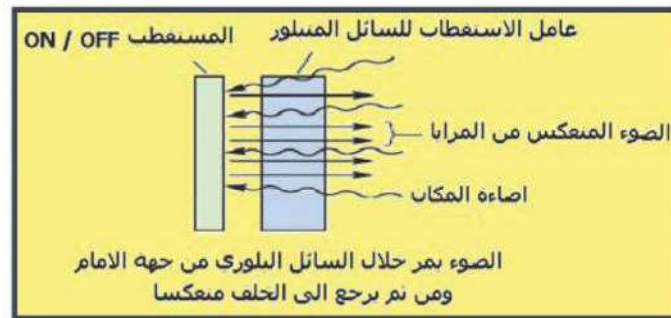 عامل الاستقطاب للسائل المتبلور
المستقطب ON / OFF
الضوء المنعكس من المرايا
اضاءة المكان
الضوء يمر خلال السائل البلوري من جهة الامام
ومن ثم يرجع الى الخلف منعكسا